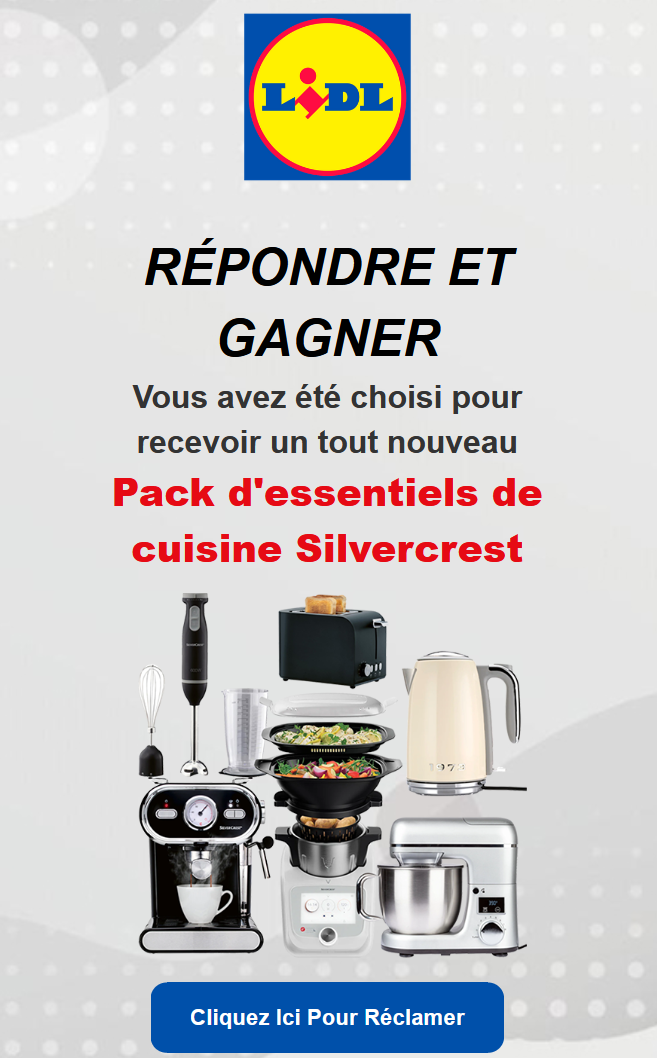 LIDL
RÉPONDRE ET
GAGNER
Vous avez été choisi pour
recevoir un tout nouveau
Pack d'essentiels de
cuisine Silvercrest
SILVERCREST
Cliquez Ici Pour Réclamer